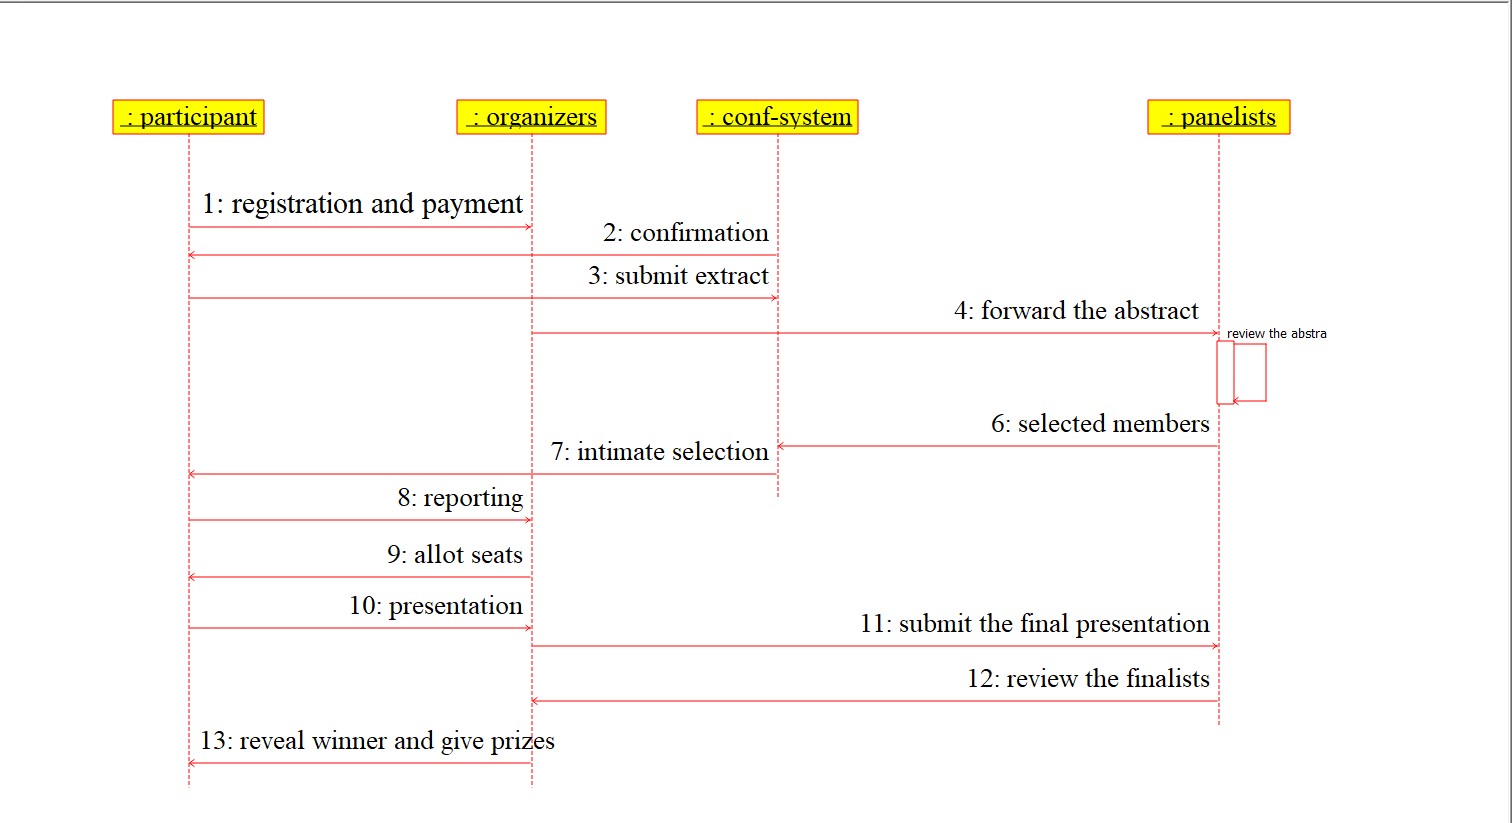 : participant
: organizers
: conf-system
: panelists
1: registration and payment
2: confirmation
3: submit extract
4: forward the abstract
review the abstra
6: selected members
7: intimate selection
8: reporting
9: allot seats
10: presentation
11: submit the final presentation
12: review the finalists
13: reveal winner and give prizes